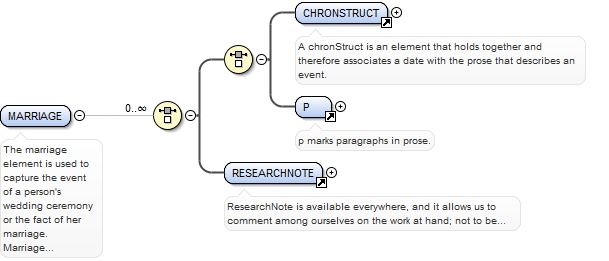 CHRONSTRUCT
A chronStruct is an element that holds together and
therefore associates a date with the prose that describes an
event.
0..∞
MARRIAGE
P
The marriage
element is used to
capture the event
of a person's
wedding ceremony
or the fact of her
marriage.
Marriage...
p marks paragraphs in prose.
RESEARCHNOTE
ResearchNote is available everywhere, and it allows us to
comment among ourselves on the work at hand; not to be...